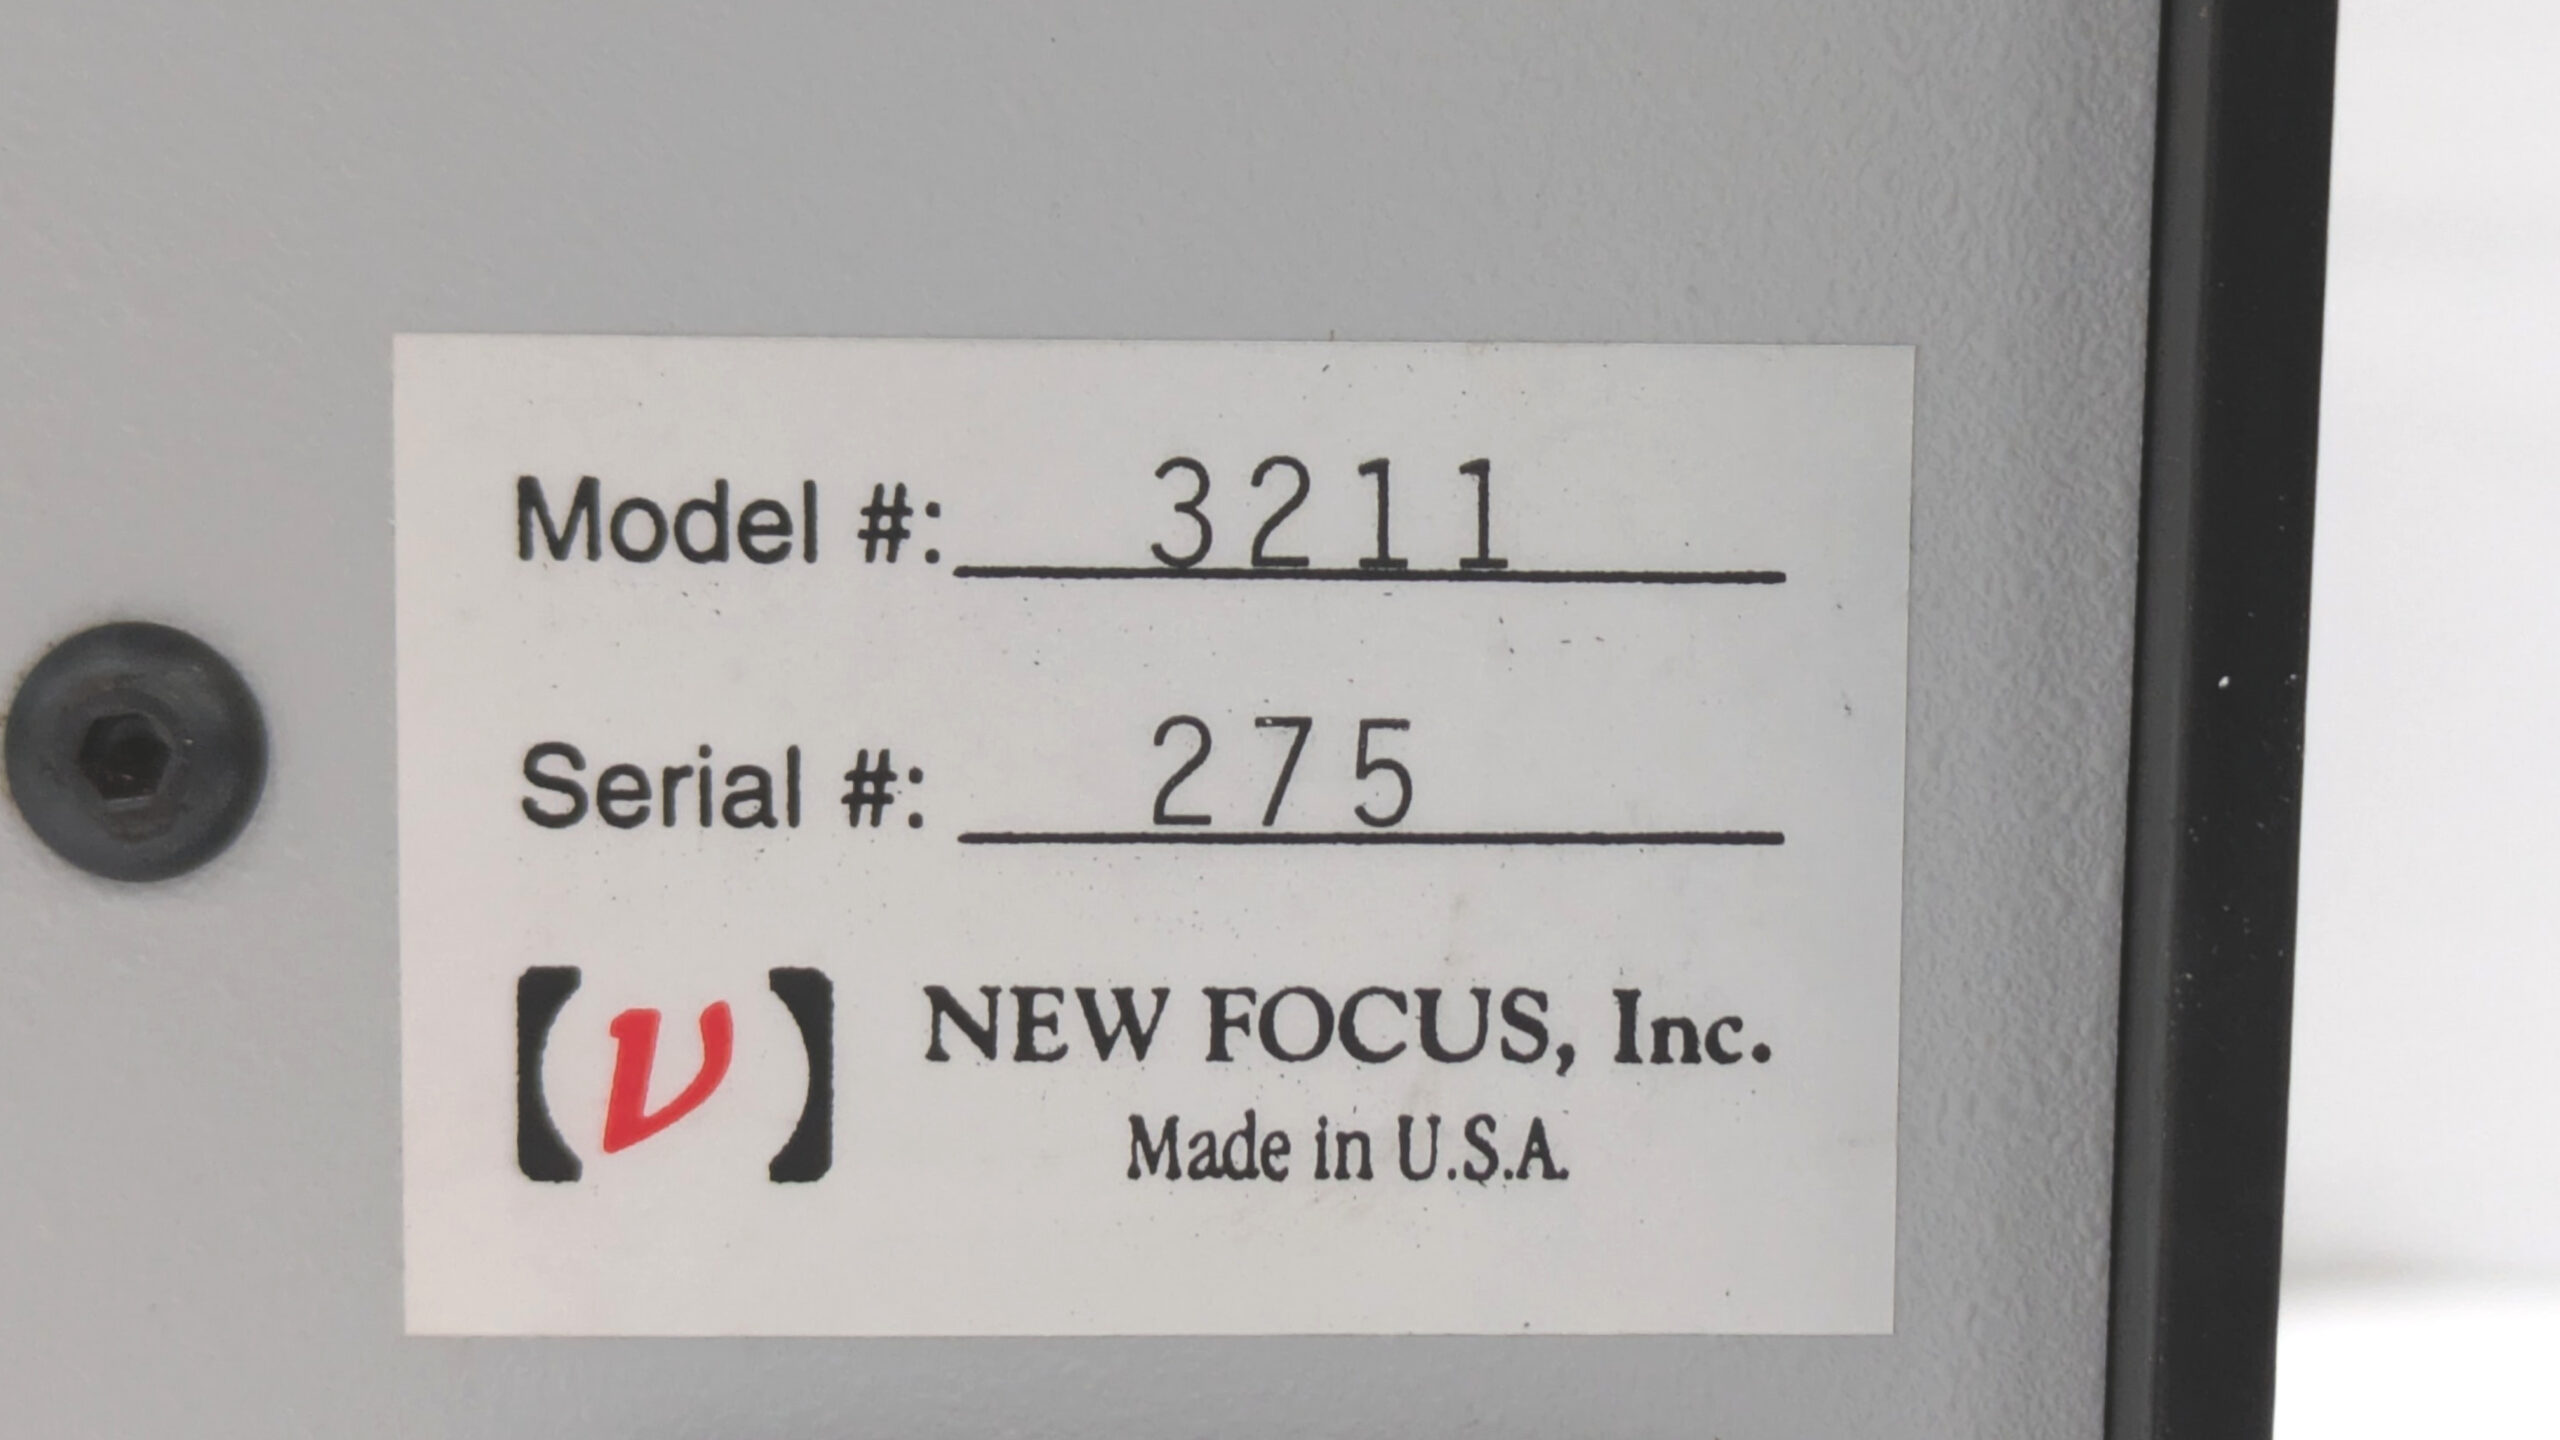 Model #: 3211
Serial #: 275
【ν】 NEW FOCUS, Inc.
Made in U.S.A.